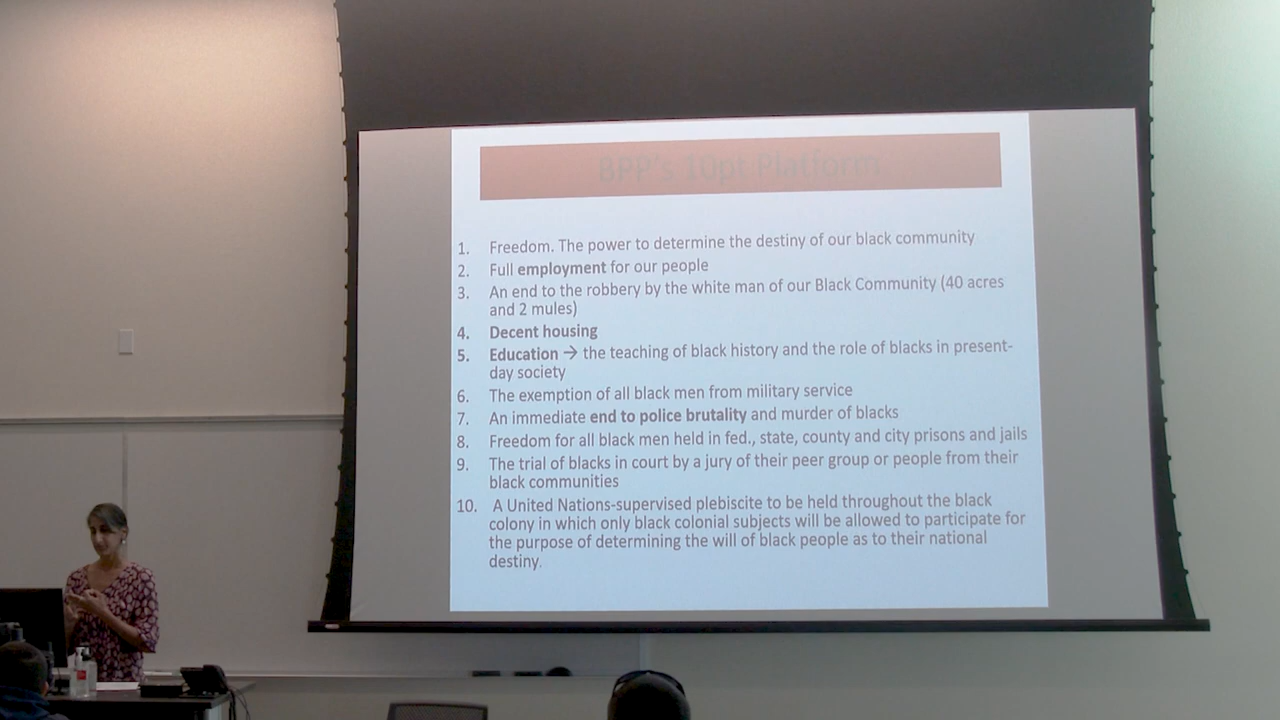 BPP's 10pt Platform
1. Freedom. The power to determine the destiny of our black community
2. Full employment for our people
3. An end to the robbery by the white man of our Black Community (40 acres
and 2 mules)
4. Decent housing
5. Education → the teaching of black history and the role of blacks in present-
day society
6. The exemption of all black men from military service
7. An immediate end to police brutality and murder of blacks
8. Freedom for all black men held in fed., state, county and city prisons and jails
9. The trial of blacks in court by a jury of their peer group or people from their
black communities
10. A United Nations-supervised plebiscite to be held throughout the black
colony in which only black colonial subjects will be allowed to participate for
the purpose of determining the will of black people as to their national
destiny.